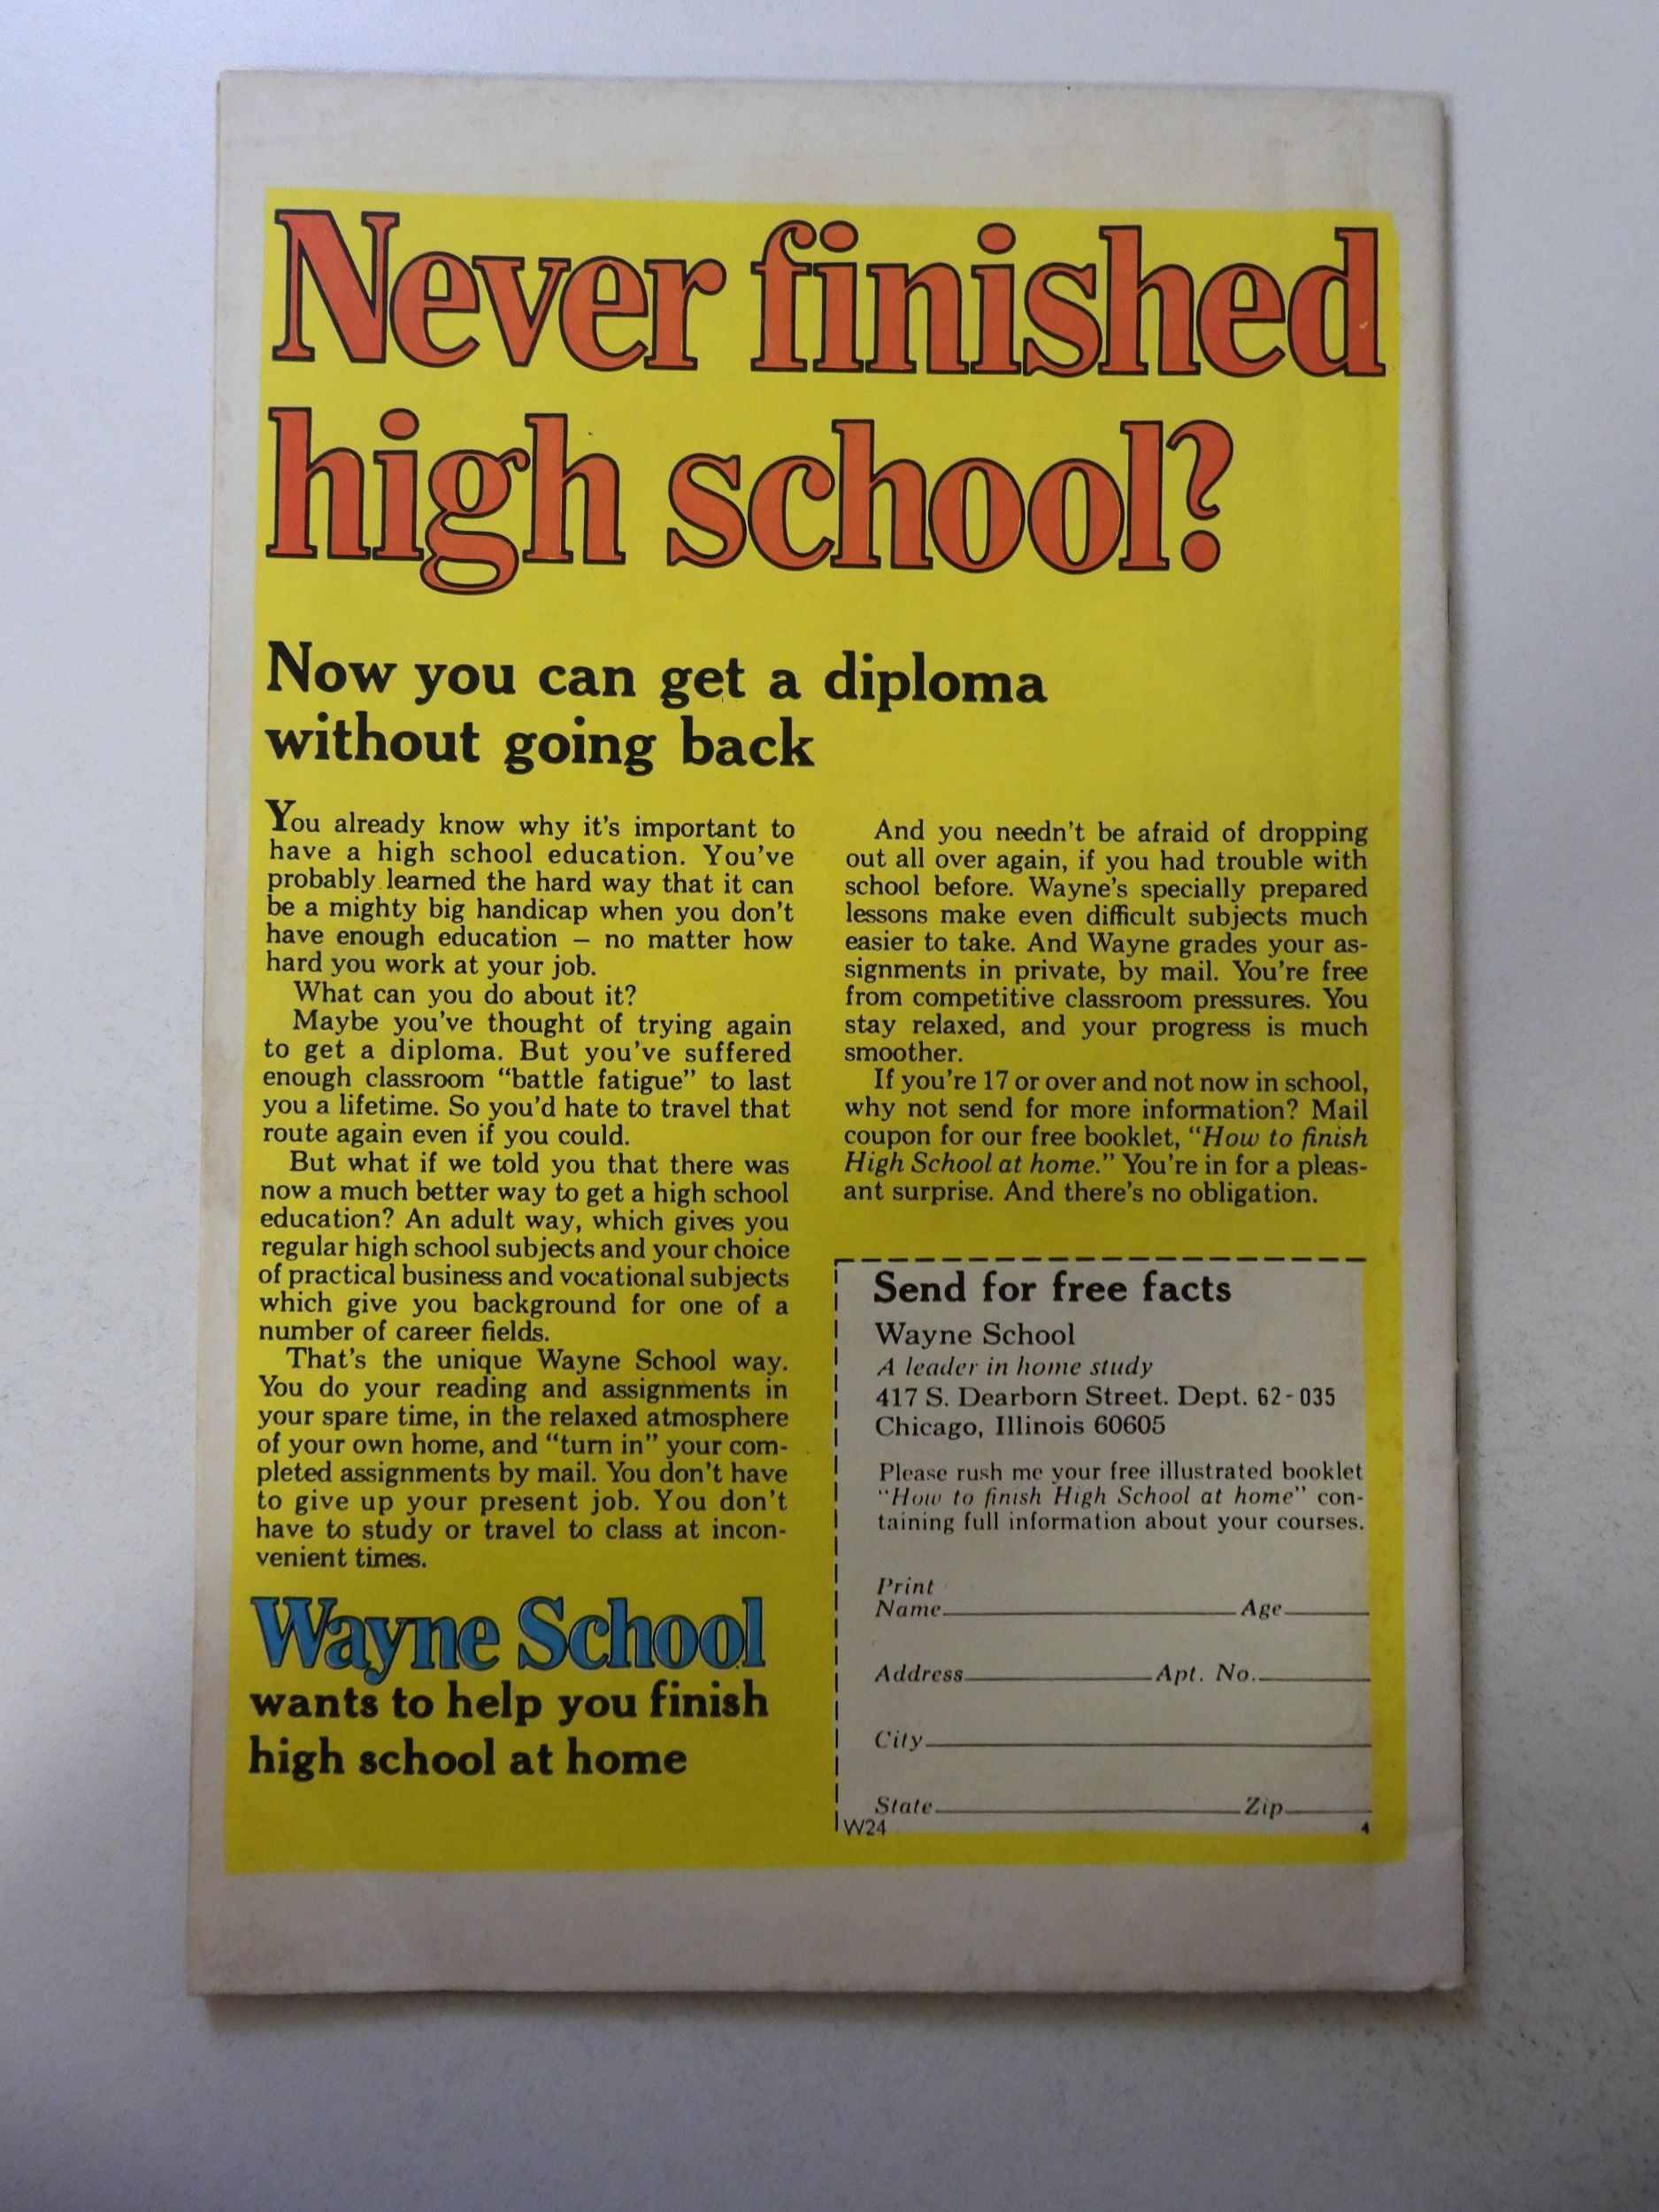 Never finished
high school?
Now you can get a diploma
without going back
You already know why it's important to
have a high school education. You've
probably learned the hard way that it can
be a mighty big handicap when you don't
have enough education – no matter how
hard you work at your job.
What can you do about it?
Maybe you've thought of trying again
to get a diploma. But you've suffered
enough classroom “battle fatigue” to last
you a lifetime. So you'd hate to travel that
route again even if you could.
But what if we told you that there was
now a much better way to get a high school
education? An adult way, which gives you
regular high school subjects and your choice
of practical business and vocational subjects
which give you background for one of a
number of career fields.
That's the unique Wayne School way.
You do your reading and assignments in
your spare time, in the relaxed atmosphere
of your own home, and “turn in” your com-
pleted assignments by mail. You don't have
to give up your present job. You don't
have to study or travel to class at incon-
venient times.
Wayne School
wants to help you finish
high school at home
And you needn't be afraid of dropping
out all over again, if you had trouble with
school before. Wayne's specially prepared
lessons make even difficult subjects much
easier to take. And Wayne grades your as-
signments in private, by mail. You're free
from competitive classroom pressures. You
stay relaxed, and your progress is much
smoother.
If you're 17 or over and not now in school,
why not send for more information? Mail
coupon for our free booklet, “How to finish
High School at home.” You're in for a pleas-
ant surprise. And there's no obligation.
Send for free facts
Wayne School
A leader in home study
417 S. Dearborn Street. Dept. 62-035
Chicago, Illinois 60605
Please rush me your free illustrated booklet
“How to finish High School at home” con-
taining full information about your courses.
Print
Name Age
Address Apt. No.
City
State Zip
W24 4